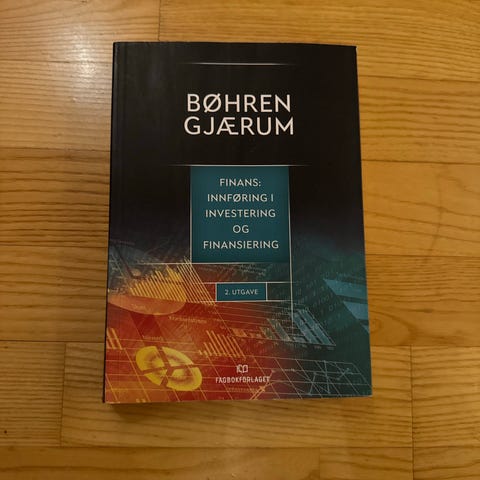 BØHREN
GJÆRUM
FINANS:
INNFØRING I
INVESTERING
OG
FINANSIERING
2. UTGAVE
FAGBOKFORLAGET